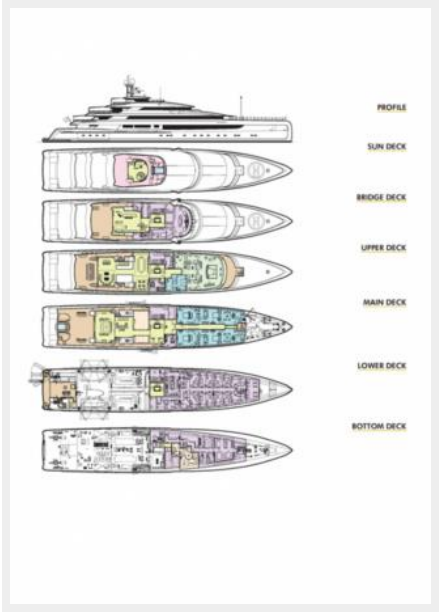 PROFILE
SUN DECK
BRIDGE DECK
UPPER DECK
MAIN DECK
LOWER DECK
BOTTOM DECK